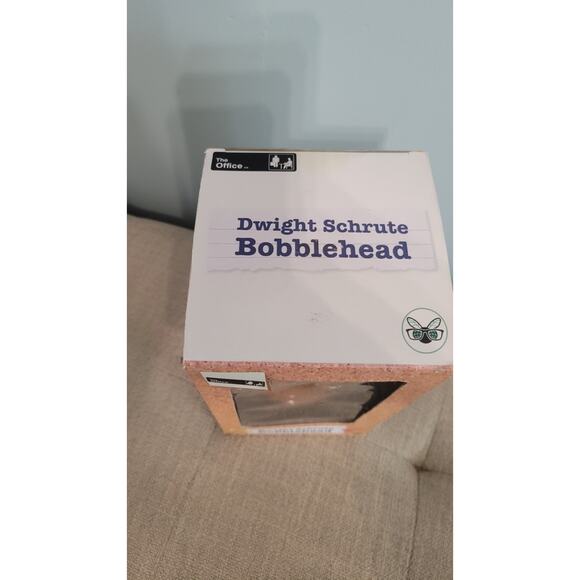 The
Office
Dwight Schrute
Bobblehead